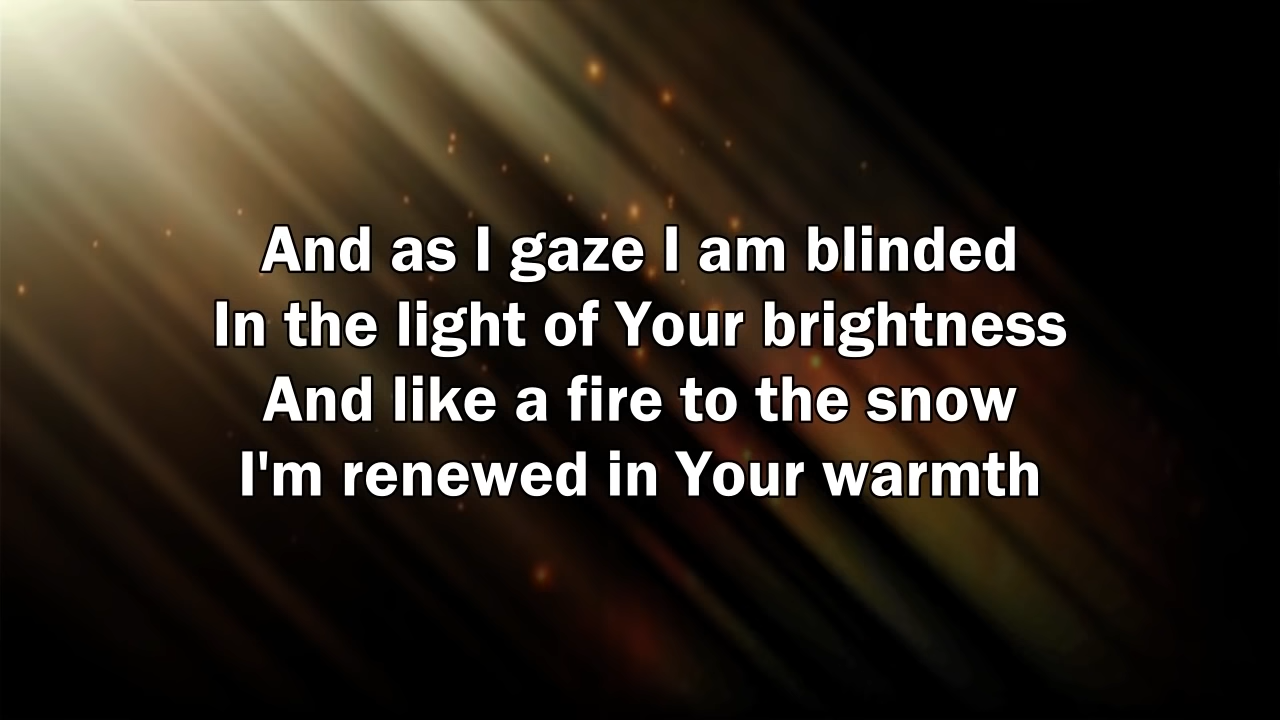 And as I gaze I am blinded
In the light of Your brightness
And like a fire to the snow
I'm renewed in Your warmth